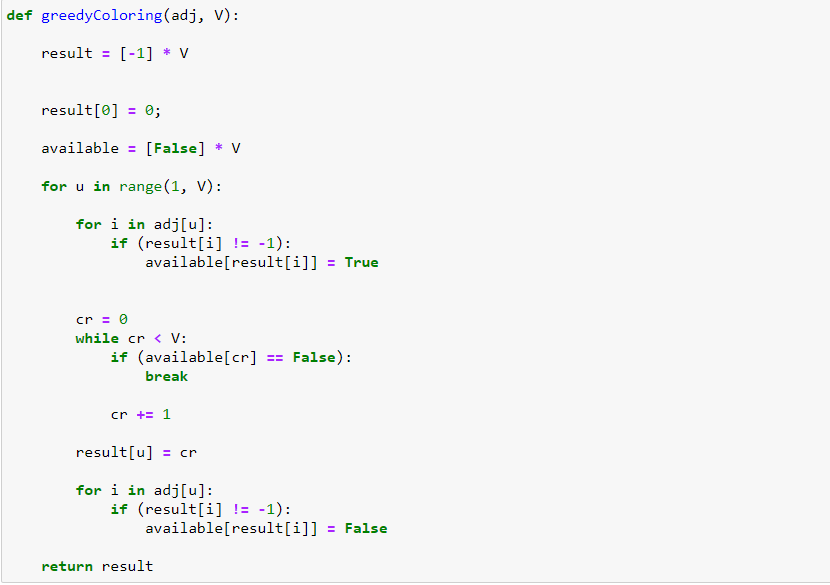 def greedyColoring(adj, V):
    result = [-1] * V
    result[0] = 0;
    available = [False] * V
    for u in range(1, V):
        for i in adj[u]:
            if (result[i] != -1):
                available[result[i]] = True
        cr = 0
        while cr < V:
            if (available[cr] == False):
                break
            cr += 1
        result[u] = cr
        for i in adj[u]:
            if (result[i] != -1):
                available[result[i]] = False
    return result